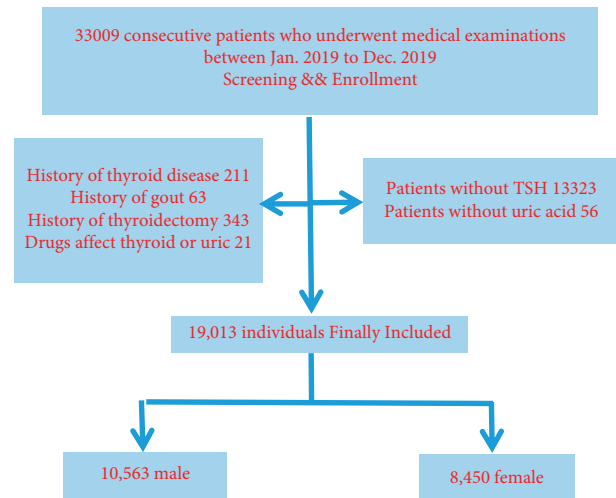 33009 consecutive patients who underwent medical examinations
between Jan. 2019 to Dec. 2019
Screening && Enrollment
History of thyroid disease 211
History of gout 63
History of thyroidectomy 343
Drugs affect thyroid or uric 21
Patients without TSH 13323
Patients without uric acid 56
19,013 individuals Finally Included
10,563 male
8,450 female